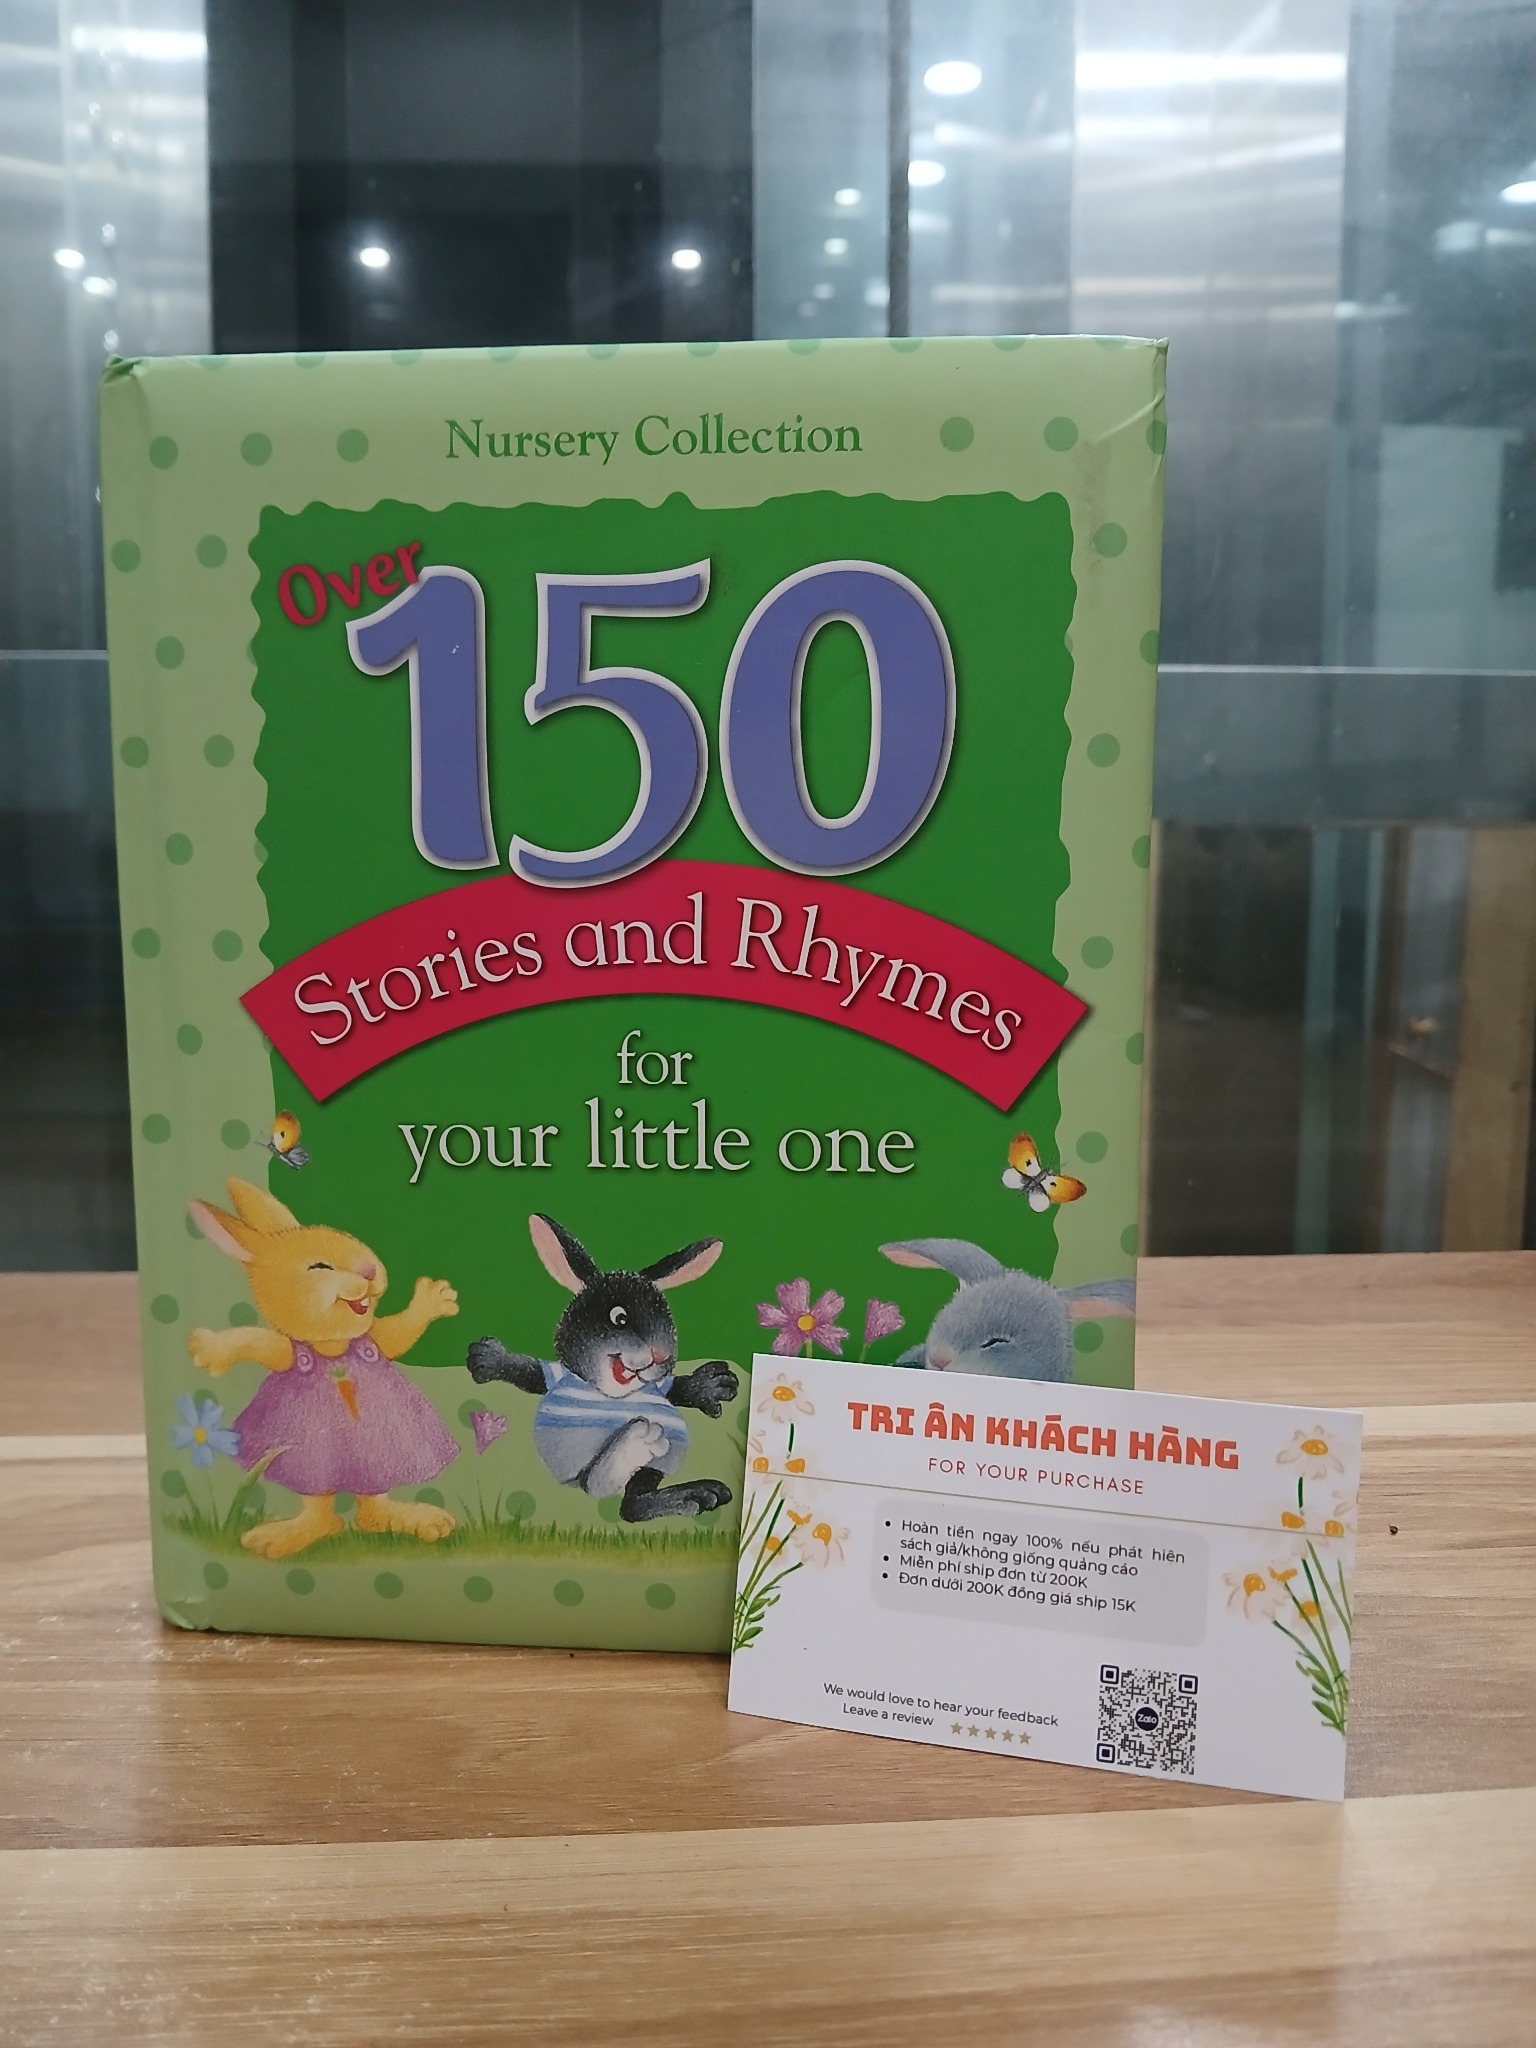 Nursery Collection
Over
150
Stories and Rhymes
for
your little one
TRI ÂN KHÁCH HÀNG
FOR YOUR PURCHASE
• Hoàn tiền ngay 100% nếu phát hiện
sách giả/không giống quảng cáo
• Miễn phí ship đơn từ 200K
• Đơn dưới 200K đồng giá ship 15K
We would love to hear your feedback
Leave a review
Zalo